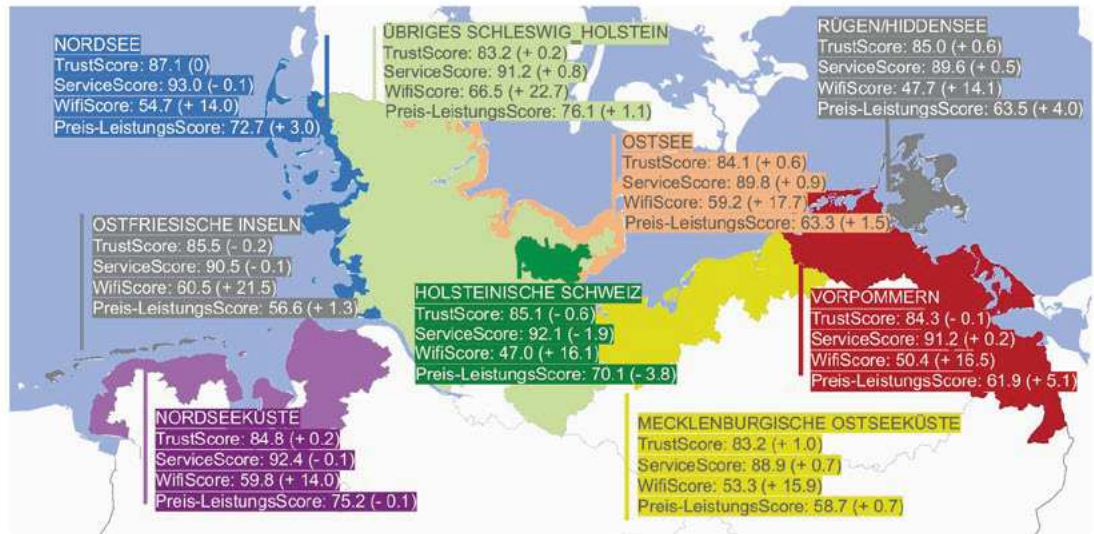 NORDSEE
TrustScore: 87.1 (0)
ServiceScore: 93.0 (- 0.1)
WifiScore: 54.7 (+ 14.0)
Preis-LeistungsScore: 72.7 (+ 3.0)
ÜBRIGES SCHLESWIG_HOLSTEIN
TrustScore: 83.2 (+ 0.2)
ServiceScore: 91.2 (+ 0.8)
WifiScore: 66.5 (+ 22.7)
Preis-LeistungsScore: 76.1 (+ 1.1)
RÜGEN/HIDDENSEE
TrustScore: 85.0 (+ 0.6)
ServiceScore: 89.6 (+ 0.5)
WifiScore: 47.7 (+ 14.1)
Preis-LeistungsScore: 63.5 (+ 4.0)
OSTSEE
TrustScore: 84.1 (+ 0.6)
ServiceScore: 89.8 (+ 0.9)
WifiScore: 59.2 (+ 17.7)
Preis-LeistungsScore: 63.3 (+ 1.5)
OSTFRIESISCHE INSELN
TrustScore: 85.5 (- 0.2)
ServiceScore: 90.5 (- 0.1)
WifiScore: 60.5 (+ 21.5)
Preis-LeistungsScore: 56.6 (+ 1.3)
HOLSTEINISCHE SCHWEIZ
TrustScore: 85.1 (- 0.6)
ServiceScore: 92.1 (- 1.9)
WifiScore: 47.0 (+ 16.1)
Preis-LeistungsScore: 70.1 (- 3.8)
VORPOMMERN
TrustScore: 84.3 (- 0.1)
ServiceScore: 91.2 (+ 0.2)
WifiScore: 50.4 (+ 16.5)
Preis-LeistungsScore: 61.9 (+ 5.1)
NORDSEEKÜSTE
TrustScore: 84.8 (+ 0.2)
ServiceScore: 92.4 (- 0.1)
WifiScore: 59.8 (+ 14.0)
Preis-LeistungsScore: 75.2 (- 0.1)
MECKLENBURGISCHE OSTSEEKÜSTE
TrustScore: 83.2 (+ 1.0)
ServiceScore: 88.9 (+ 0.7)
WifiScore: 53.3 (+ 15.9)
Preis-LeistungsScore: 58.7 (+ 0.7)